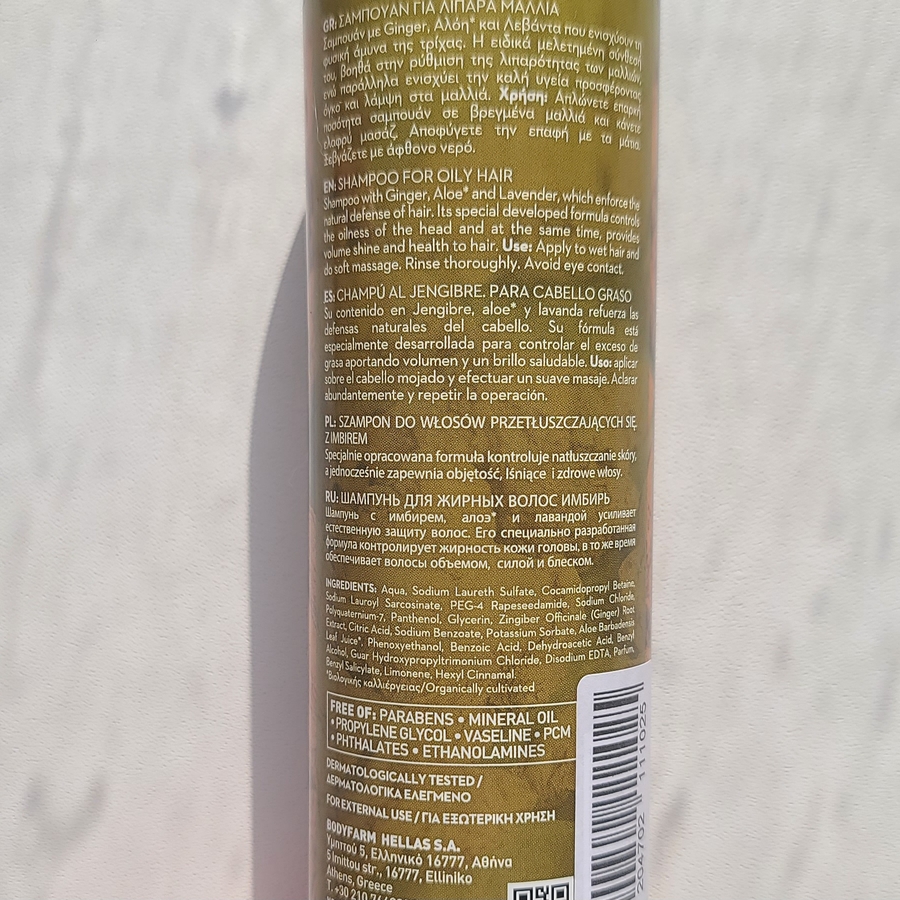 GR: ΣΑΜΠΟΥΑΝ ΓΙΑ ΛΙΠΑΡΑ ΜΑΛΛΙΑ
Σαμπουάν με Ginger, Αλόη* και Λεβάντα που ενισχύουν τη
φυσική άμυνα της τρίχας. Η ειδικά μελετημένη σύνθεσή
του, βοηθά στην ρύθμιση της λιπαρότητας των μαλλιών,
ενώ παράλληλα ενισχύει την καλή υγεία προσφέροντας
όγκο και λάμψη στα μαλλιά. Χρήση: Απλώνετε επαρκή
ποσότητα σαμπουάν σε βρεγμένα μαλλιά και κάνετε
ελαφρύ μασάζ. Αποφύγετε την επαφή με τα μάτια.
Ξεβγάζετε με άφθονο νερό.
EN: SHAMPOO FOR OILY HAIR
Shampoo with Ginger, Aloe* and Lavender, which enforce the
natural defense of hair. Its special developed formula controls
the oilness of the head and at the same time, provides
volume shine and health to hair. Use: Apply to wet hair and
do soft massage. Rinse thoroughly. Avoid eye contact.
ES: CHAMPÚ AL JENGIBRE. PARA CABELLO GRASO
Su contenido en Jengibre, aloe* y lavanda refuerza las
defensas naturales del cabello. Su fórmula está
especialmente desarrollada para controlar el exceso de
grasa aportando volumen y un brillo saludable. Uso: aplicar
sobre el cabello mojado y efectuar un suave masaje. Aclarar
abundantemente y repetir la operación.
PL: SZAMPON DO WŁOSÓW PRZETŁUSZCZAJĄCYCH SIĘ,
Z IMBIREM
Specjalnie opracowana formuła kontroluje natłuszczanie skóry,
a jednocześnie zapewnia objętość, lśniące i zdrowe włosy.
RU: ШАМПУНЬ ДЛЯ ЖИРНЫХ ВОЛОС ИМБИРЬ
Шампунь с имбирем, алоэ* и лавандой усиливает
естественную защиту волос. Его специально разработанная
формула контролирует жирность кожи головы, в то же время
обеспечивает волосы объемом, силой и блеском.
INGREDIENTS: Aqua, Sodium Laureth Sulfate, Cocamidopropyl Betaine,
Sodium Lauroyl Sarcosinate, PEG-4 Rapeseedamide, Sodium Chloride,
Polyquaternium-7, Panthenol, Glycerin, Zingiber Officinale (Ginger) Root
Extract, Citric Acid, Sodium Benzoate, Potassium Sorbate, Aloe Barbadensis
Leaf Juice*, Phenoxyethanol, Benzoic Acid, Dehydroacetic Acid, Benzyl
Alcohol, Guar Hydroxypropyltrimonium Chloride, Disodium EDTA, Parfum,
Benzyl Salicylate, Limonene, Hexyl Cinnamal.
*Βιολογικής καλλιέργειας/Organically cultivated
FREE OF: PARABENS • MINERAL OIL
• PROPYLENE GLYCOL • VASELINE • PCM
• PHTHALATES • ETHANOLAMINES
DERMATOLOGICALLY TESTED /
ΔΕΡΜΑΤΟΛΟΓΙΚΑ ΕΛΕΓΜΕΝΟ
FOR EXTERNAL USE / ΓΙΑ ΕΞΩΤΕΡΙΚΗ ΧΡΗΣΗ
BODYFARM HELLAS S.A.
Υμηττού 5, Ελληνικό 16777, Αθήνα
5 Imittou str., 16777, Elliniko
Athens, Greece
T. +30 210
204702 111025